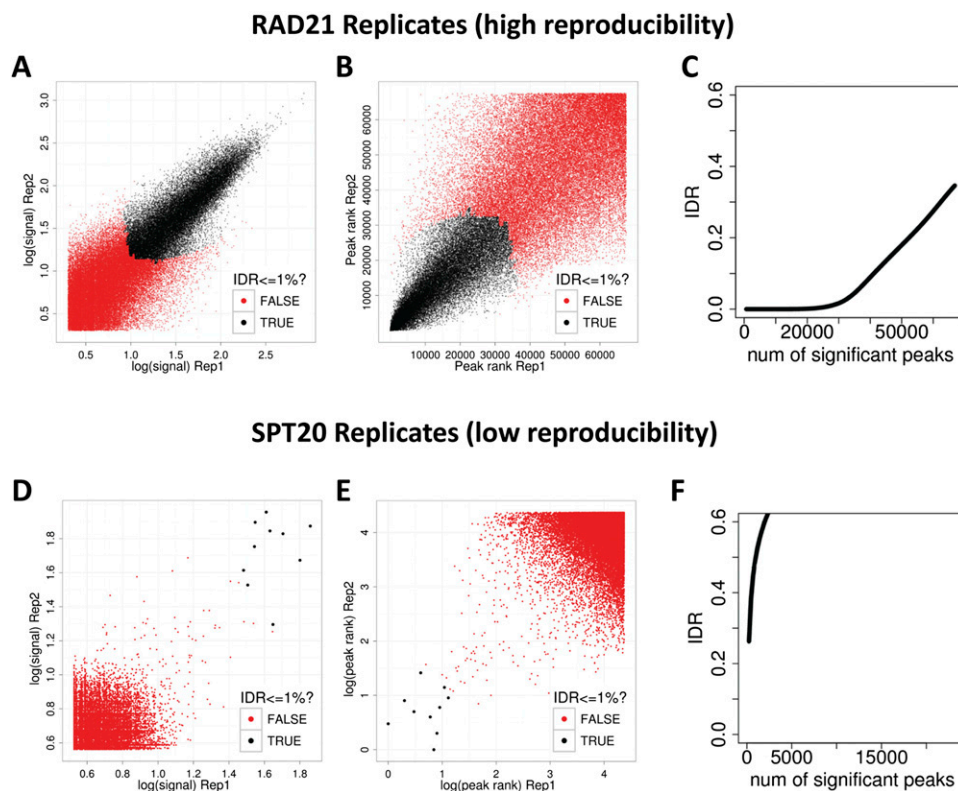 RAD21 Replicates (high reproducibility)
A
log(signal) Rep2
3.0
2.5
2.0
1.5
1.0
0.5
0.5 1.0 1.5 2.0 2.5
log(signal) Rep1
IDR<=1%?
FALSE
TRUE
B
Peak rank Rep2
60000
50000
40000
30000
20000
10000
10000 20000 30000 40000 50000 60000
Peak rank Rep1
IDR<=1%?
FALSE
TRUE
C
IDR
0.6
0.4
0.2
0.0
0 20000 50000
num of significant peaks
SPT20 Replicates (low reproducibility)
D
log(signal) Rep2
1.8
1.6
1.4
1.2
1.0
0.8
0.6
0.6 0.8 1.0 1.2 1.4 1.6 1.8
log(signal) Rep1
IDR<=1%?
FALSE
TRUE
E
log(peak rank) Rep2
4
3
2
1
0
0 1 2 3 4
log(peak rank) Rep1
IDR<=1%?
FALSE
TRUE
F
IDR
0.6
0.4
0.2
0.0
0 5000 15000
num of significant peaks